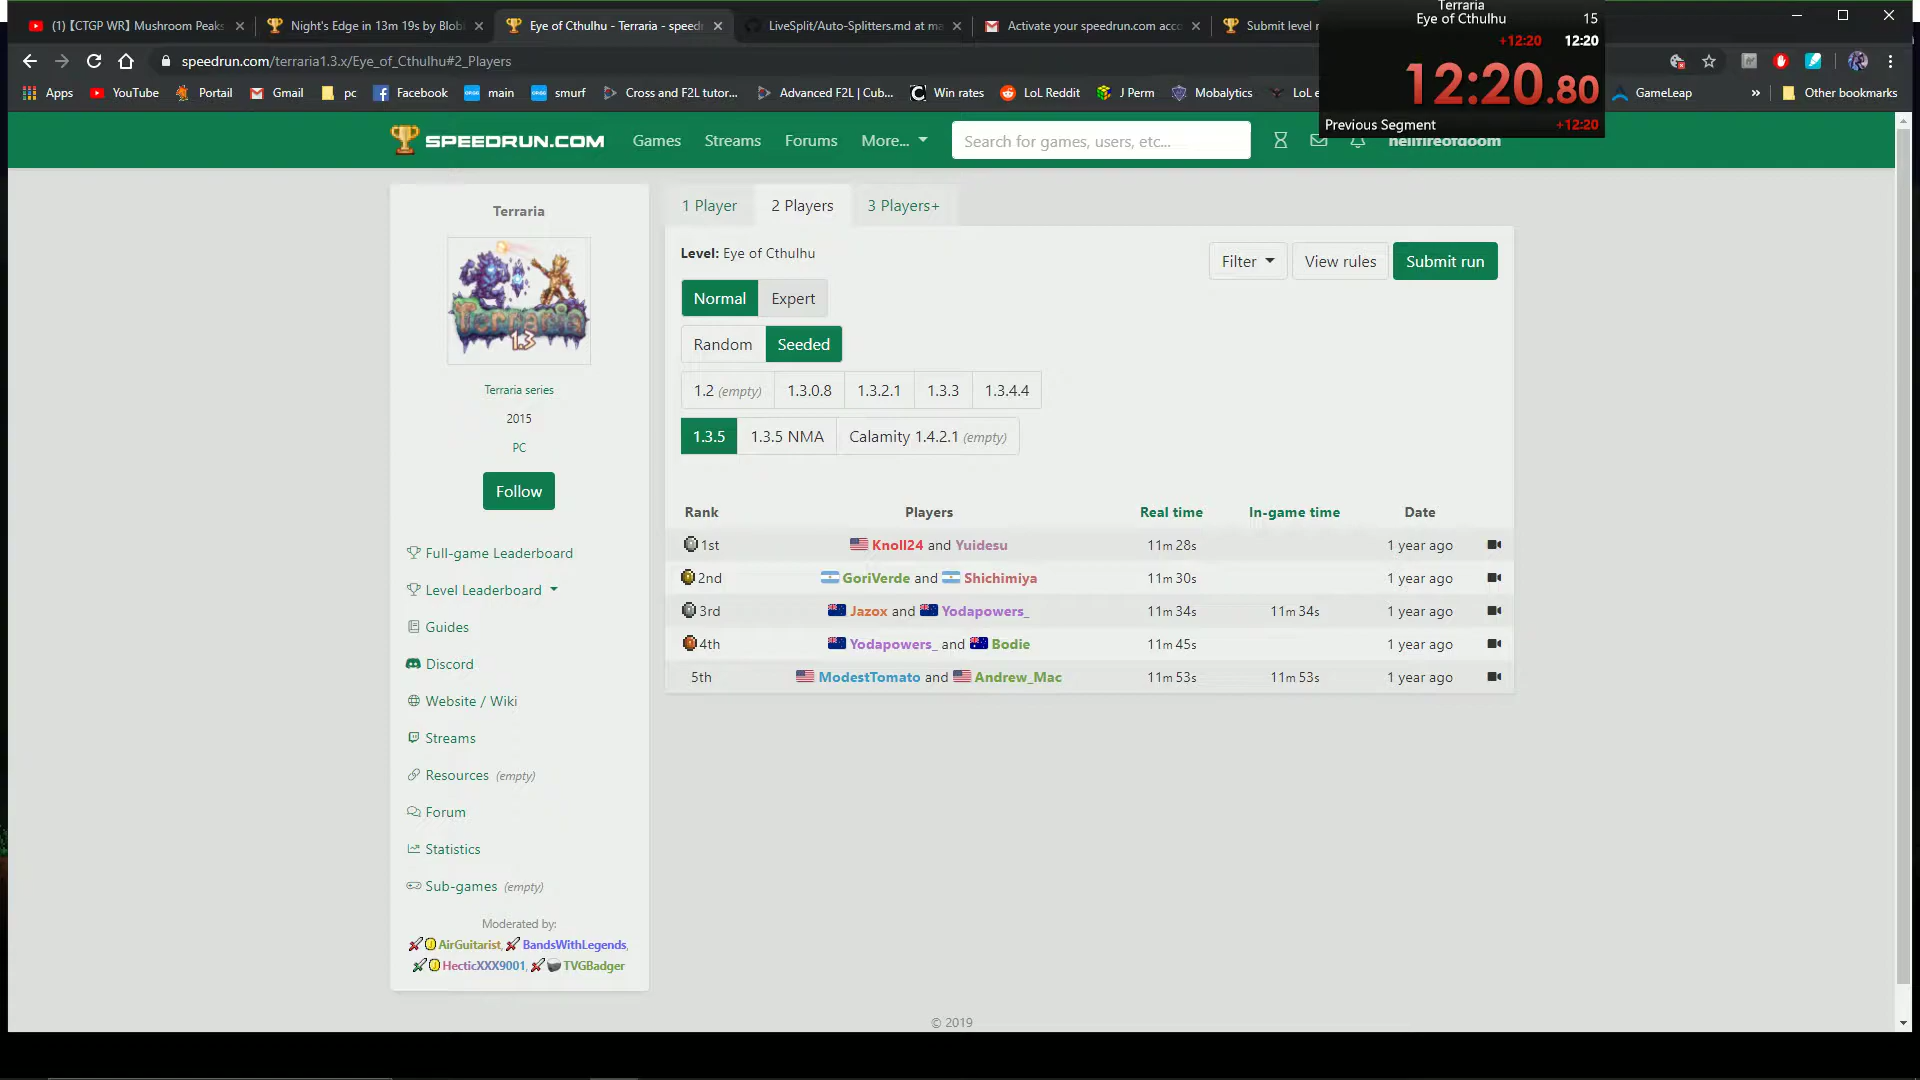 (1) 【CTGP WR】 Mushroom Peaks
Night's Edge in 13m 19s by Blob
Eye of Cthulhu - Terraria - speed
LiveSplit/Auto-Splitters.md at ma
Activate your speedrun.com acco
Submit level r
speedrun.com/terraria1.3.x/Eye_of_Cthulhu#2_Players
Apps
YouTube
Portail
Gmail
pc
Facebook
main
smurf
Cross and F2L tutor...
Advanced F2L | Cub...
Win rates
LoL Reddit
J Perm
Mobalytics
LoL e
GameLeap
»
Other bookmarks
Terraria
Eye of Cthulhu 15
+12:20 12:20
12:20.80
Previous Segment +12:20
SPEEDRUN.COM
Games
Streams
Forums
More...
Search for games, users, etc...
hellfireofdoom
Terraria
Terraria
1.3
Terraria series
2015
PC
Follow
Full-game Leaderboard
Level Leaderboard
Guides
Discord
Website / Wiki
Streams
Resources (empty)
Forum
Statistics
Sub-games (empty)
Moderated by:
AirGuitarist, BandsWithLegends,
HecticXXX9001, TVGBadger
1 Player 2 Players 3 Players+
Level: Eye of Cthulhu
Filter View rules Submit run
Normal Expert
Random Seeded
1.2 (empty) 1.3.0.8 1.3.2.1 1.3.3 1.3.4.4
1.3.5 1.3.5 NMA Calamity 1.4.2.1 (empty)
Rank Players Real time In-game time Date
1st Knoll24 and Yuidesu 11m 28s 1 year ago
2nd GoriVerde and Shichimiya 11m 30s 1 year ago
3rd Jazox and Yodapowers_ 11m 34s 11m 34s 1 year ago
4th Yodapowers_ and Bodie 11m 45s 1 year ago
5th ModestTomato and Andrew_Mac 11m 53s 11m 53s 1 year ago
© 2019